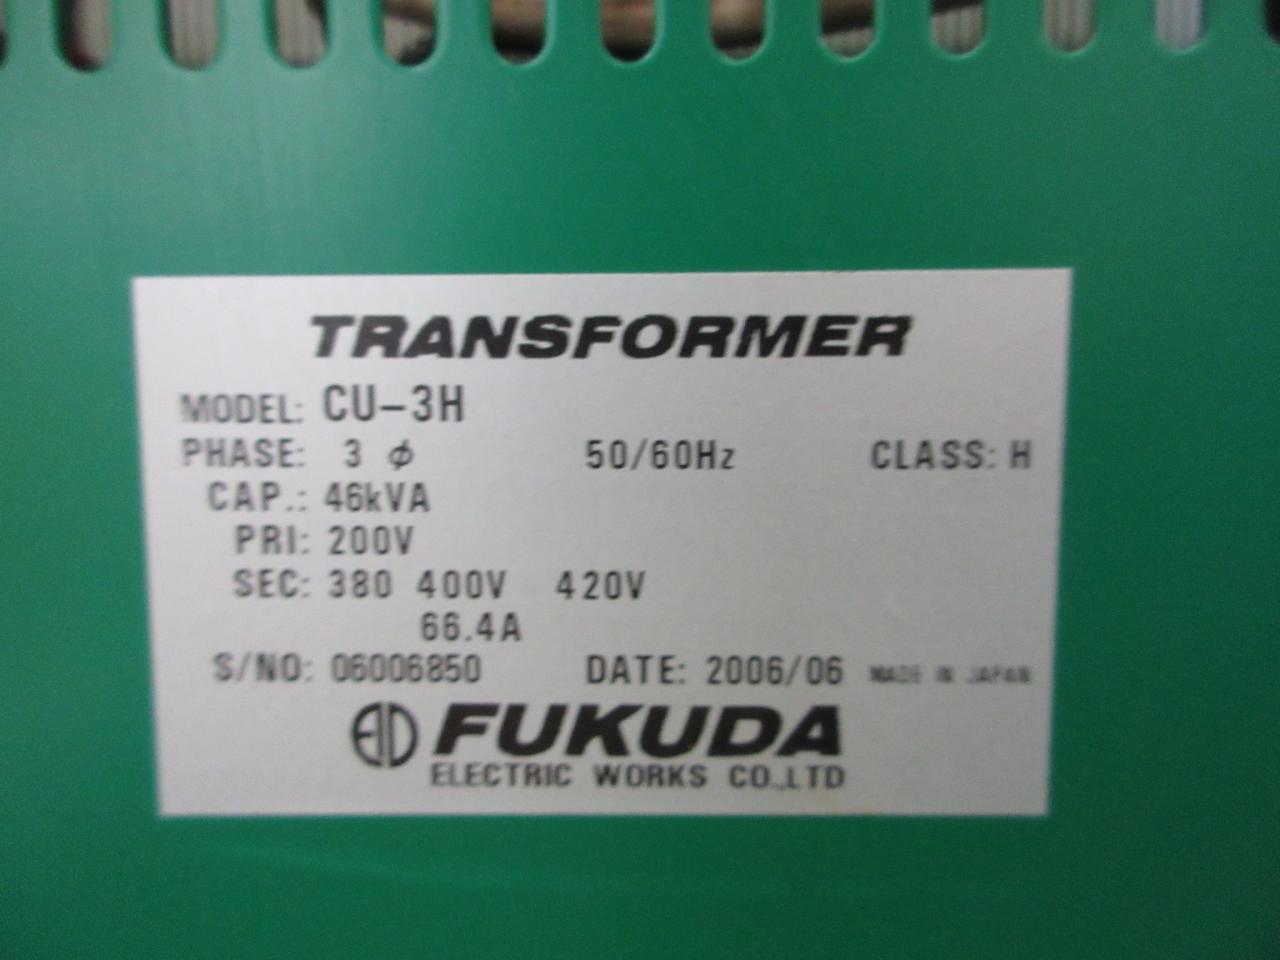 TRANSFORMER
MODEL: CU-3H
PHASE: 3 ϕ 50/60Hz CLASS: H
CAP.: 46kVA
PRI: 200V
SEC: 380 400V 420V
66.4A
S/NO: 06006850 DATE: 2006/06 MADE IN JAPAN
FUKUDA
ELECTRIC WORKS CO.,LTD